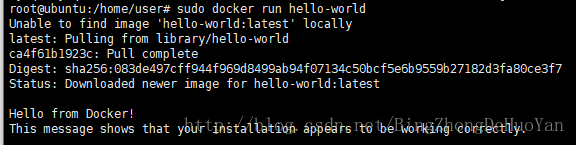 root@ubuntu:/home/user# sudo docker run hello-world
Unable to find image 'hello-world:latest' locally
latest: Pulling from library/hello-world
ca4f61b1923c: Pull complete
Digest: sha256:083de497cff944f969d8499ab94f07134c50bcf5e6b9559b27182d3fa80ce3f7
Status: Downloaded newer image for hello-world:latest
Hello from Docker!
This message shows that your installation appears to be working correctly.
http://blog.csdn.net/BingZhongDeHuoYan